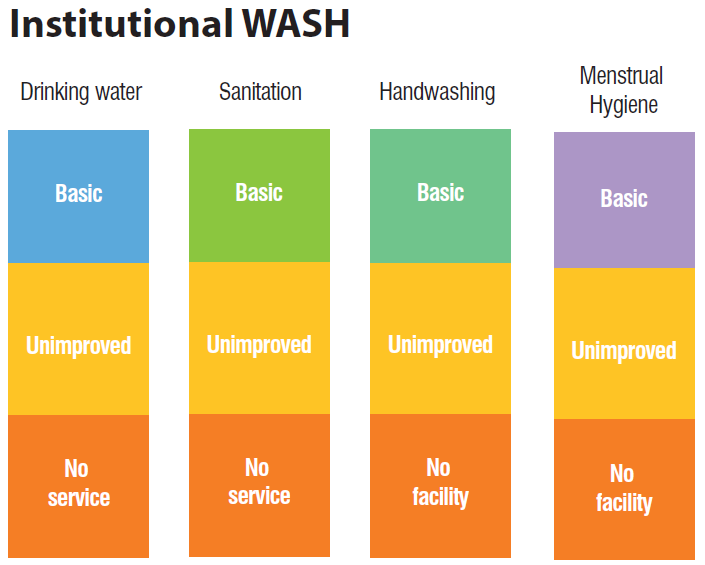 Institutional WASH
Drinking water
Sanitation
Handwashing
Menstrual
Hygiene
Basic
Basic
Basic
Basic
Unimproved
Unimproved
Unimproved
Unimproved
No
service
No
service
No
facility
No
facility